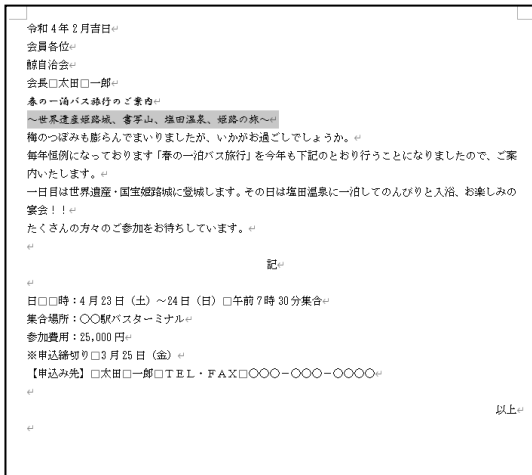 令和4年2月吉日
会員各位
鯨自治会
会長□太田□一郎
春の一泊バス旅行のご案内
～世界遺産姫路城、書写山、塩田温泉、姫路の旅～
梅のつぼみも膨らんでまいりましたが、いかがお過ごしでしょうか。
毎年恒例になっております「春の一泊バス旅行」を今年も下記のとおり行うことになりましたので、ご案
内いたします。
一日目は世界遺産・国宝姫路城に登城します。その日は塩田温泉に一泊してのんびりと入浴、お楽しみの
宴会！！
たくさんの方々のご参加をお待ちしています。
記
日□□時：4月23日（土）～24日（日）□午前7時30分集合
集合場所：〇〇駅バスターミナル
参加費用：25,000円
※申込締切り□3月25日（金）
【申込み先】□太田□一郎□ＴＥＬ・ＦＡＸ□〇〇〇－〇〇〇－〇〇〇〇
以上